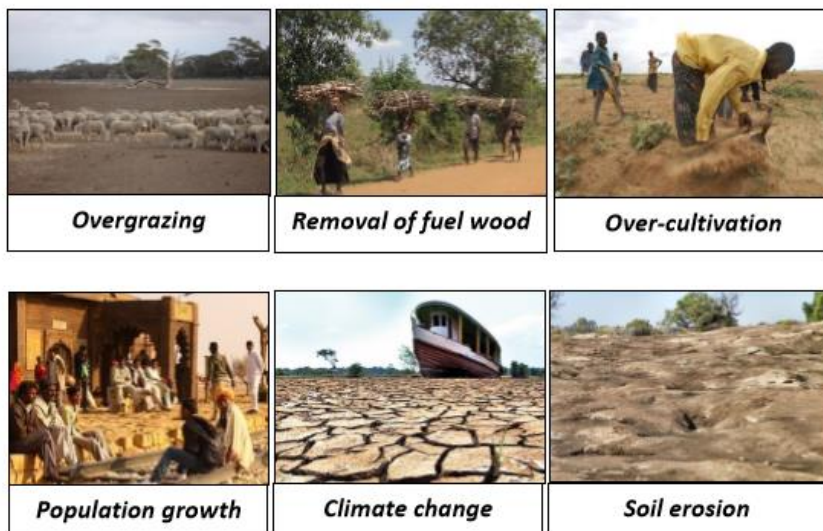 Overgrazing
Removal of fuel wood
Over-cultivation
Population growth
Climate change
Soil erosion